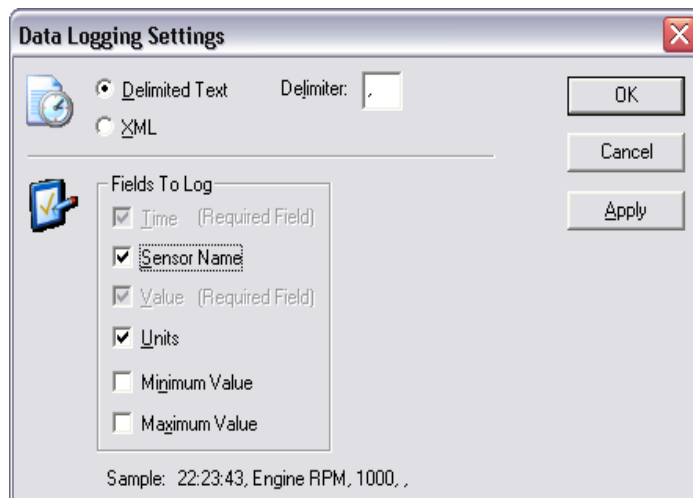 Data Logging Settings
Delimited Text Delimiter: ,
XML
OK
Cancel
Apply
Fields To Log
Time (Required Field)
Sensor Name
Value (Required Field)
Units
Minimum Value
Maximum Value
Sample: 22:23:43, Engine RPM, 1000, ,